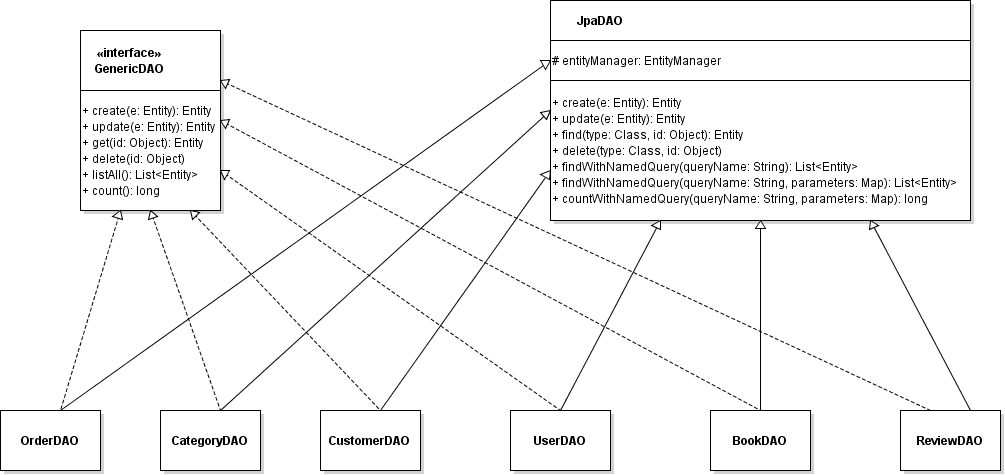 «interface»
GenericDAO
+ create(e: Entity): Entity
+ update(e: Entity): Entity
+ get(id: Object): Entity
+ delete(id: Object)
+ listAll(): List<Entity>
+ count(): long
JpaDAO
# entityManager: EntityManager
+ create(e: Entity): Entity
+ update(e: Entity): Entity
+ find(type: Class, id: Object): Entity
+ delete(type: Class, id: Object)
+ findWithNamedQuery(queryName: String): List<Entity>
+ findWithNamedQuery(queryName: String, parameters: Map): List<Entity>
+ countWithNamedQuery(queryName: String, parameters: Map): long
OrderDAO
CategoryDAO
CustomerDAO
UserDAO
BookDAO
ReviewDAO